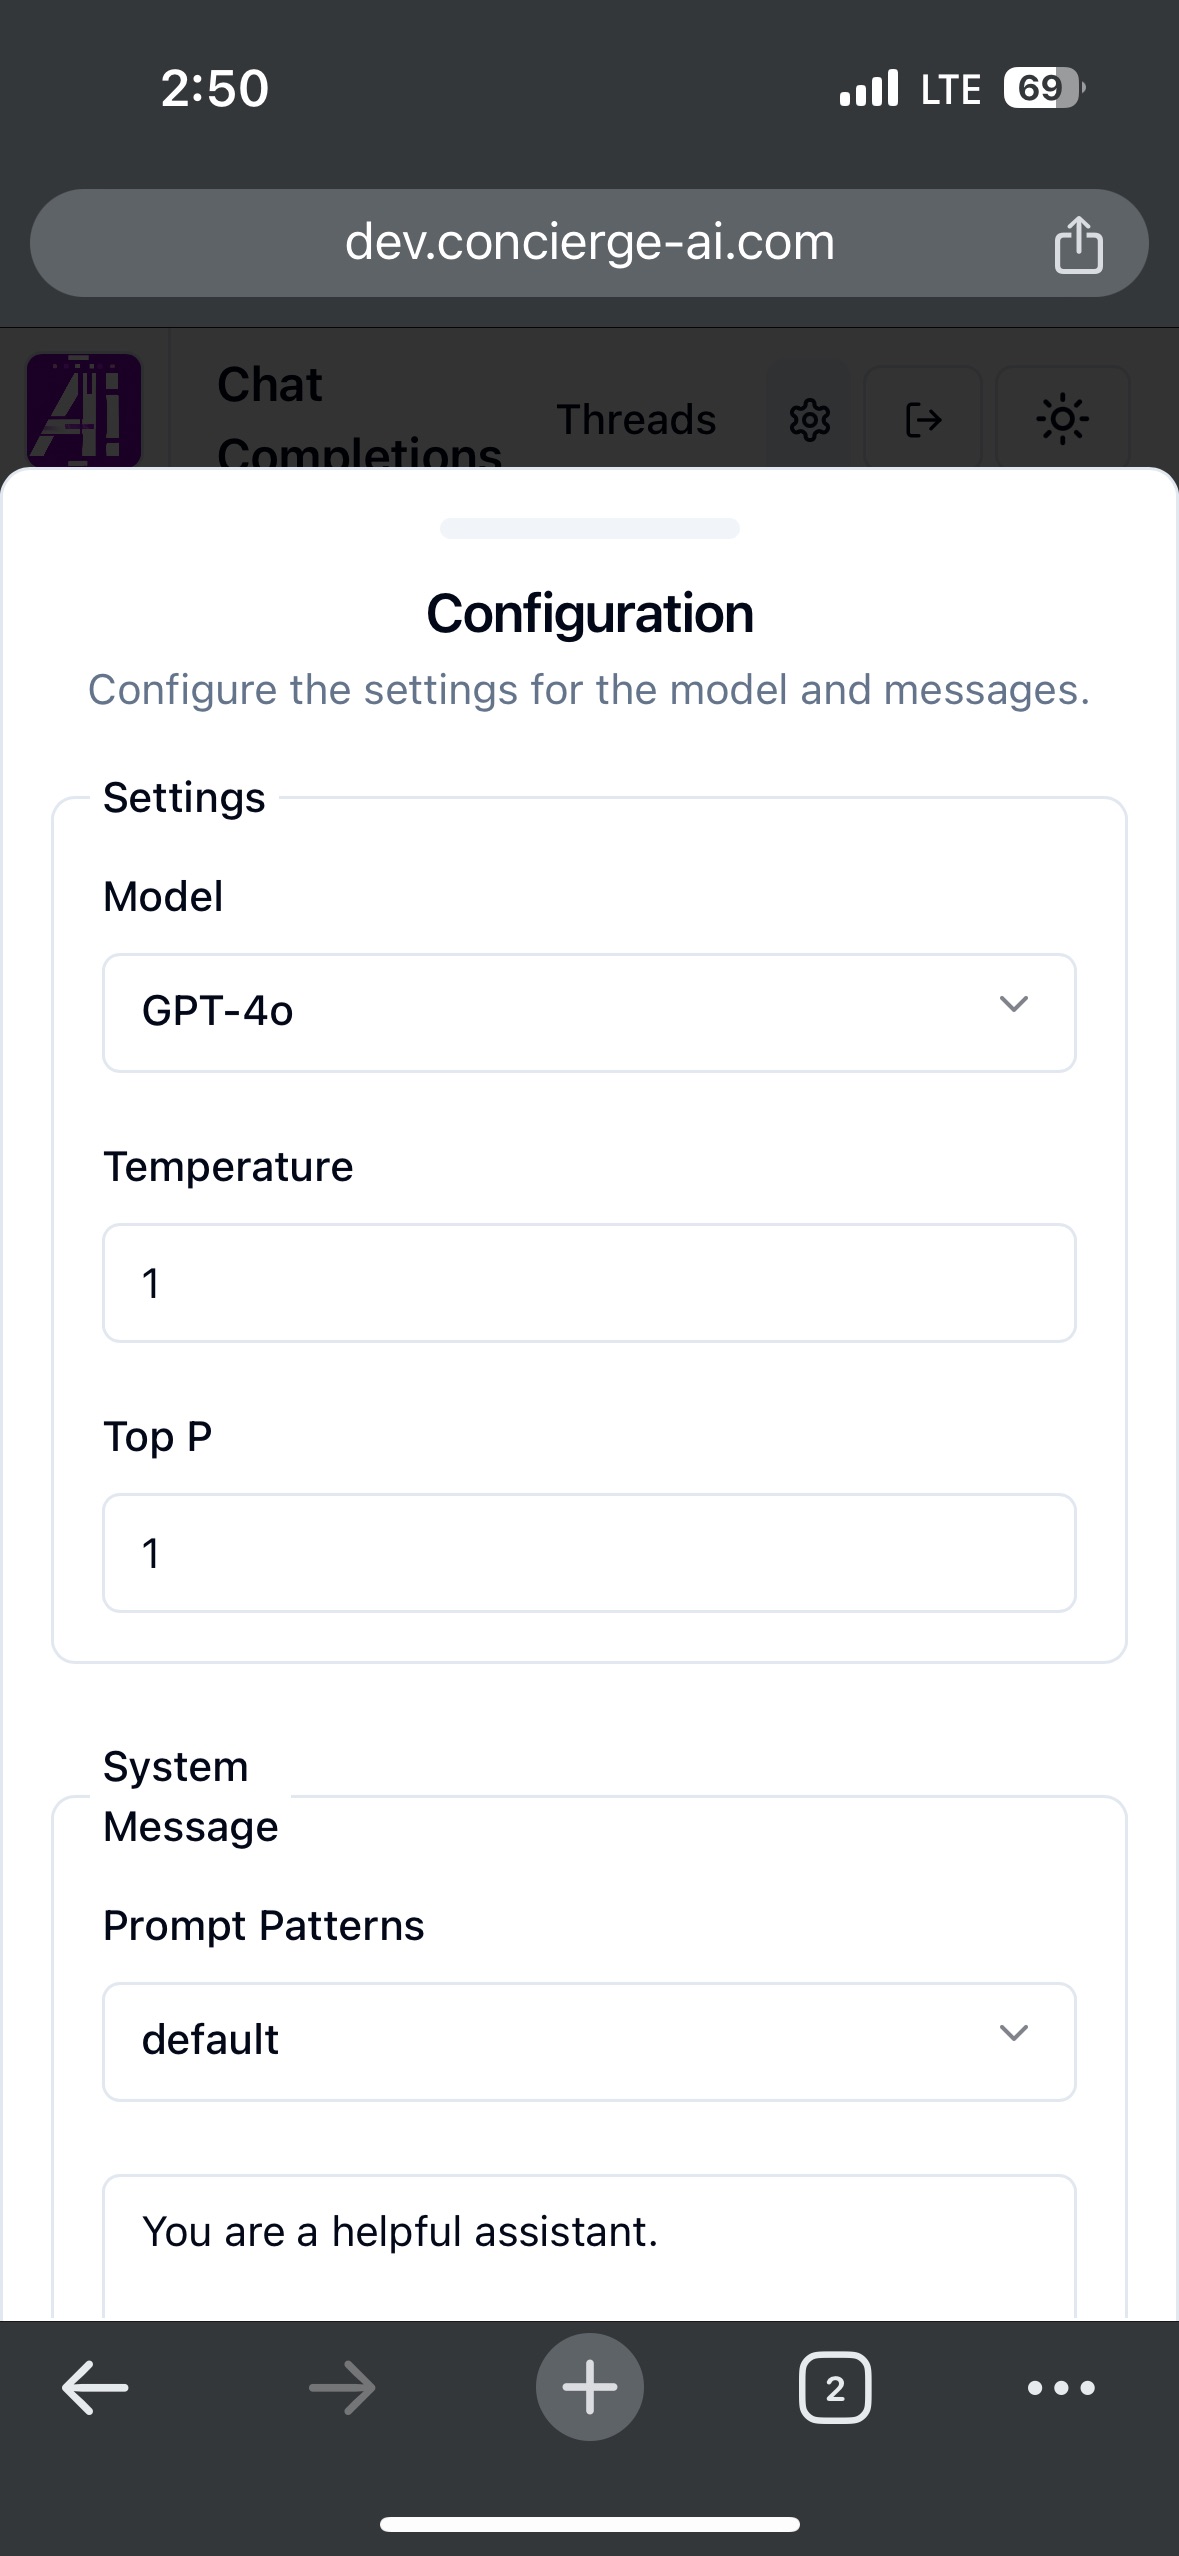 2:50
LTE
69
dev.concierge-ai.com
Ai
Chat
Completions
Threads
Configuration
Configure the settings for the model and messages.
Settings
Model
GPT-4o
Temperature
1
Top P
1
System
Message
Prompt Patterns
default
You are a helpful assistant.
2